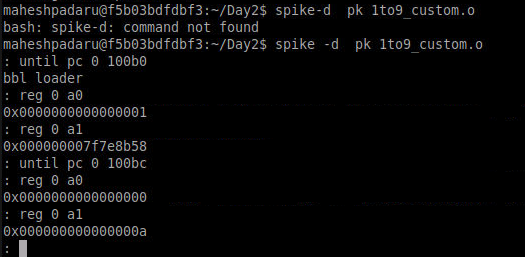 maheshpadaru@f5b03bdfdbf3:~/Day2$ spike-d  pk 1to9_custom.o
bash: spike-d: command not found
maheshpadaru@f5b03bdfdbf3:~/Day2$ spike -d  pk 1to9_custom.o
: until pc 0 100b0
bbl loader
: reg 0 a0
0x0000000000000001
: reg 0 a1
0x000000007f7e8b58
: until pc 0 100bc
: reg 0 a0
0x0000000000000000
: reg 0 a1
0x000000000000000a
: